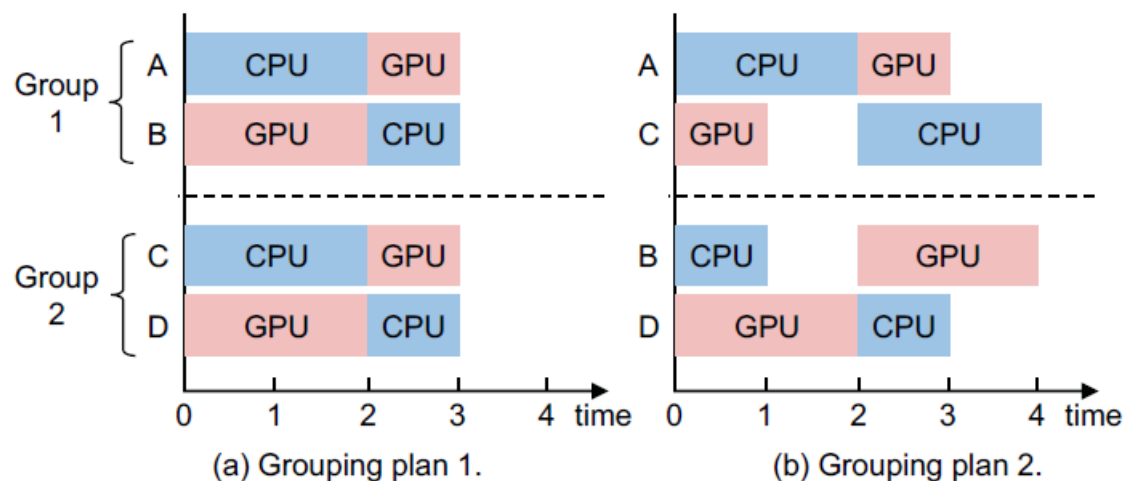 Group
1
A
CPU
GPU
B
GPU
CPU
Group
2
C
CPU
GPU
D
GPU
CPU
0 1 2 3 4 time
(a) Grouping plan 1.
A
CPU
GPU
C
GPU
CPU
B
CPU
GPU
D
GPU
CPU
0 1 2 3 4 time
(b) Grouping plan 2.